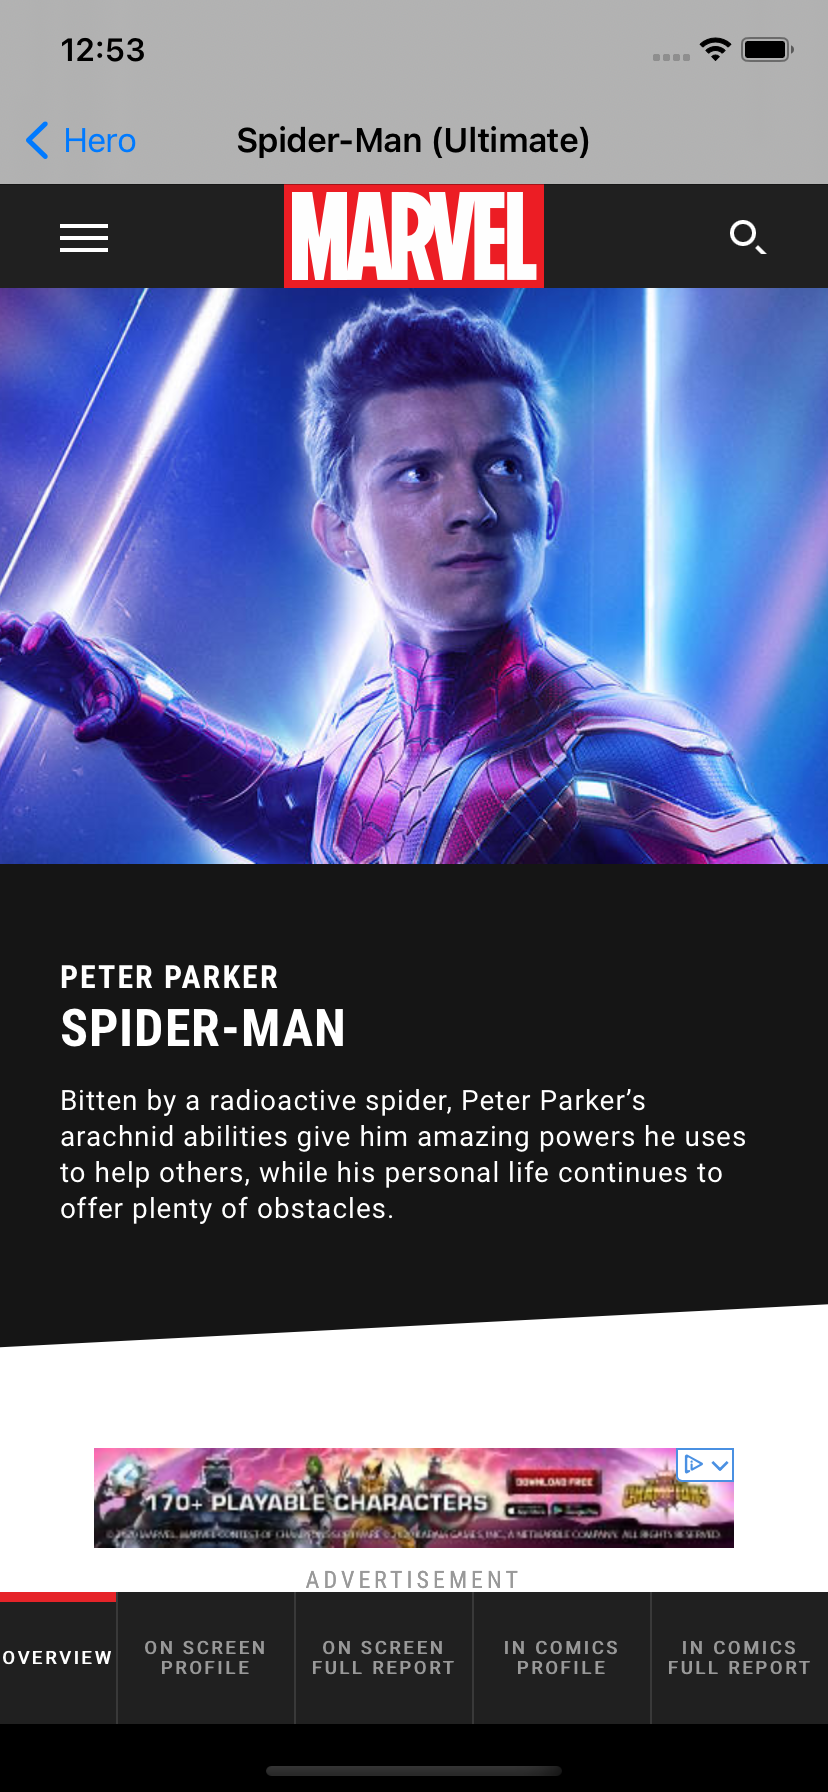 12:53
Hero
Spider-Man (Ultimate)
MARVEL
PETER PARKER
SPIDER-MAN
Bitten by a radioactive spider, Peter Parker’s
arachnid abilities give him amazing powers he uses
to help others, while his personal life continues to
offer plenty of obstacles.
170+ PLAYABLE CHARACTERS
DOWNLOAD FREE
CHAMPIONS
ADVERTISEMENT
OVERVIEW
ON SCREEN
PROFILE
ON SCREEN
FULL REPORT
IN COMICS
PROFILE
IN COMICS
FULL REPORT